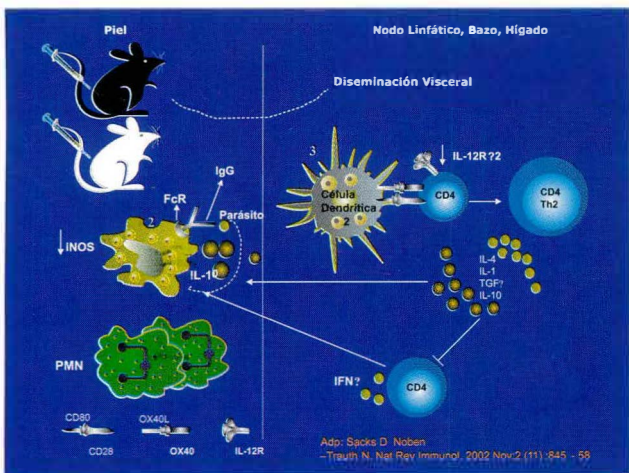 Piel
Nodo Linfático, Bazo, Hígado
Diseminación Visceral
IgG
FcR
Parásito
2
iNOS
IL-10
PMN
CD80
CD28
OX40L
OX40
IL-12R
3
Célula
Dendrítica
2
IL-12R?2
CD4
CD4
Th2
IL-4
IL-1
TGF?
IL-10
IFN?
CD4
Adp: Sacks D. Noben
–Trauth N. Nat Rev Immunol. 2002 Nov:2 (11) :845 - 58